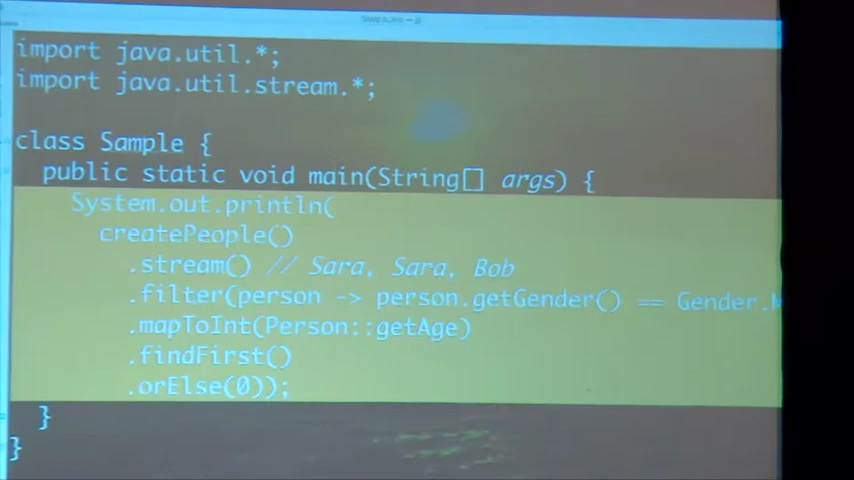 import java.util.*;
import java.util.stream.*;
class Sample {
public static void main(String[] args) {
System.out.println(
createPeople()
.stream() // Sara, Sara, Bob
.filter(person -> person.getGender() == Gender.M
.mapToInt(Person::getAge)
.findFirst()
.orElse(0));
}
}